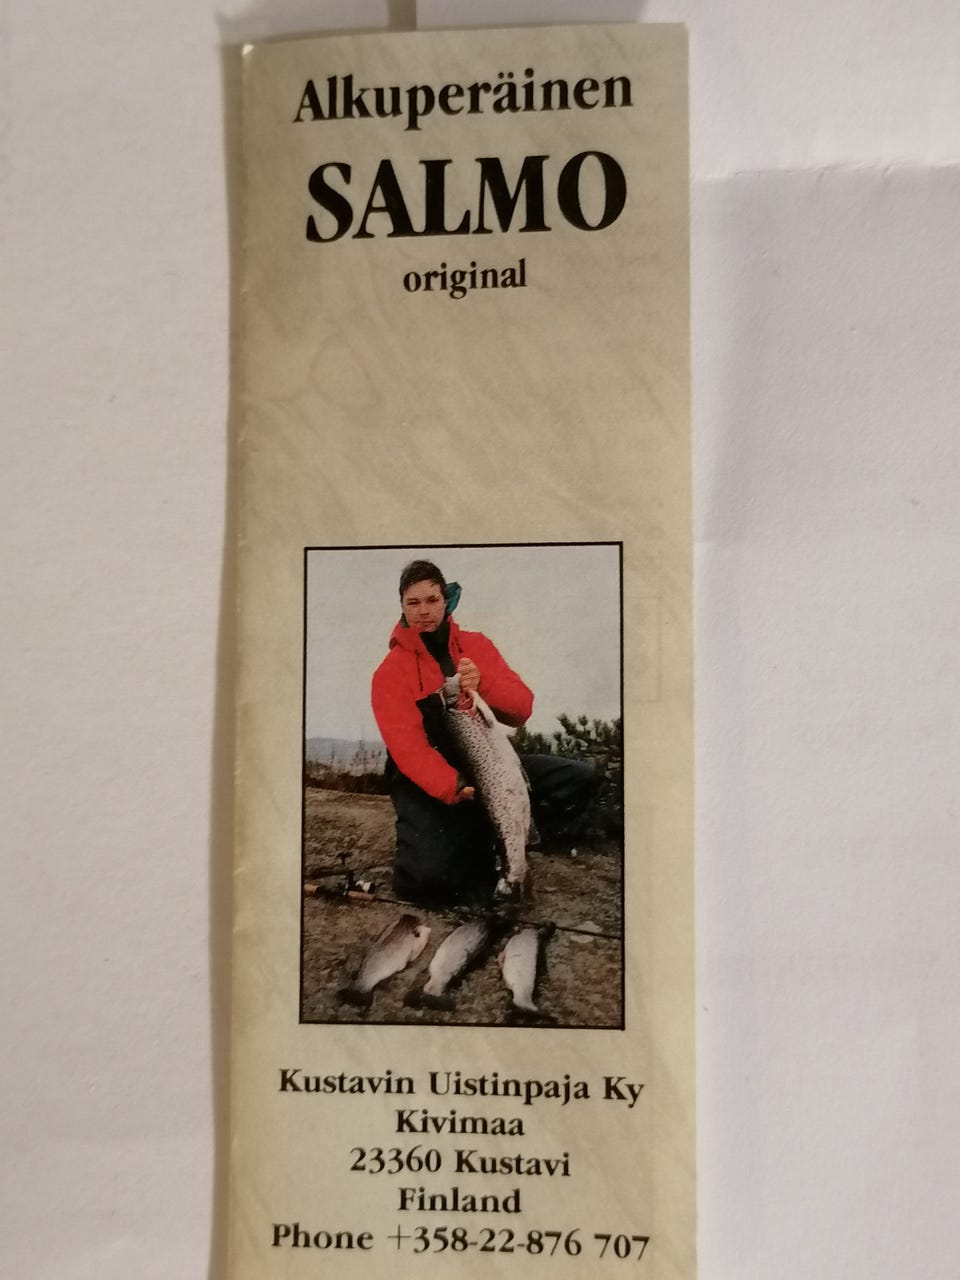 Alkuperäinen
SALMO
original
Kustavin Uistinpaja Ky
Kivimaa
23360 Kustavi
Finland
Phone +358-22-876 707